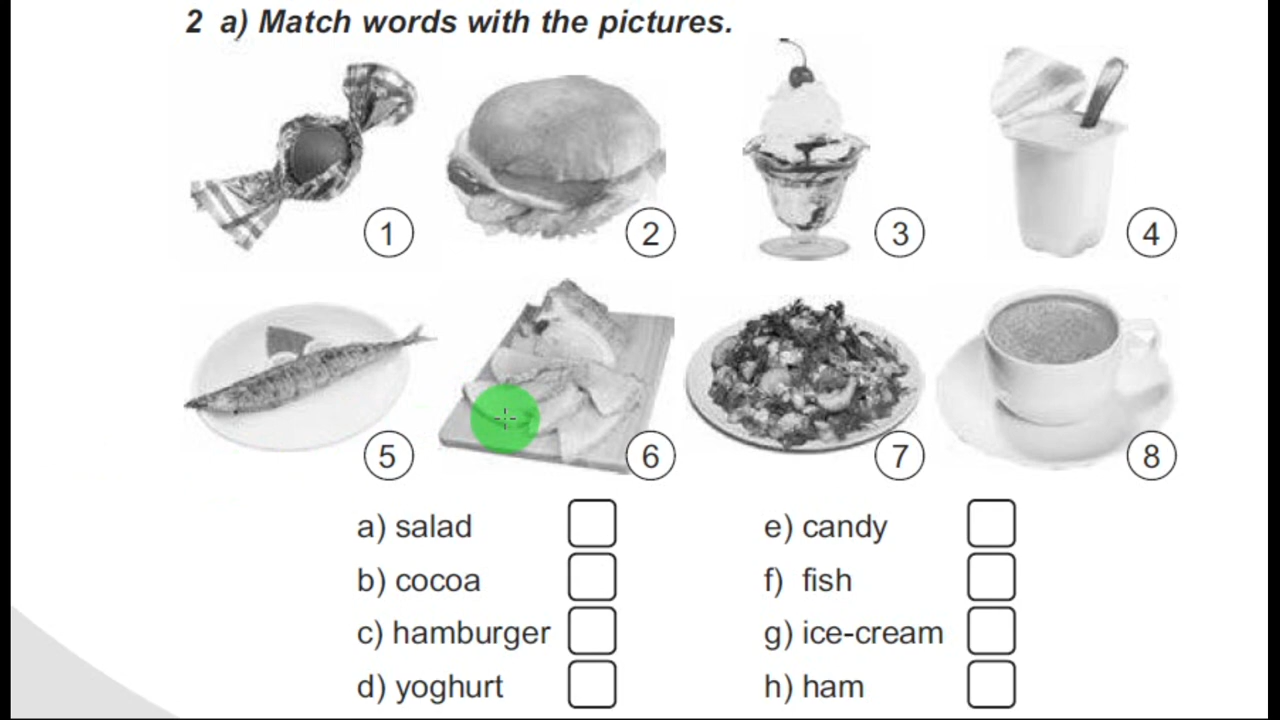 2 a) Match words with the pictures.
1
2
3
4
5
6
7
8
a) salad
b) cocoa
c) hamburger
d) yoghurt
e) candy
f) fish
g) ice-cream
h) ham